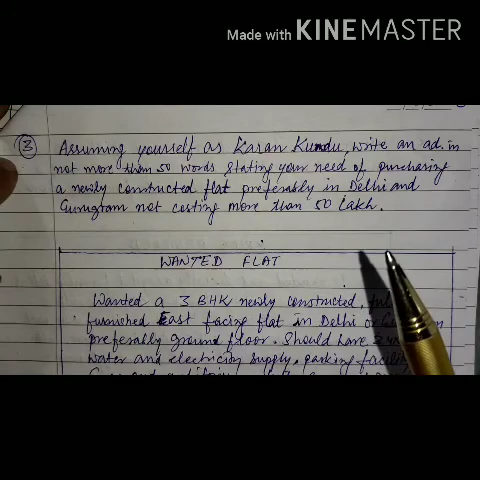 Made with KINEMASTER
3 Assuming yourself as Karan Kundu, write an ad. in
not more than 50 words stating your need of purchasing
a newly constructed flat preferably in Delhi and
Gurugram not costing more than 50 Lakh.
WANTED FLAT
Wanted a 3 BHK newly constructed,
furnished East facing flat in Delhi or
preferably ground floor. Should have 24
water and electricity supply, parking facility